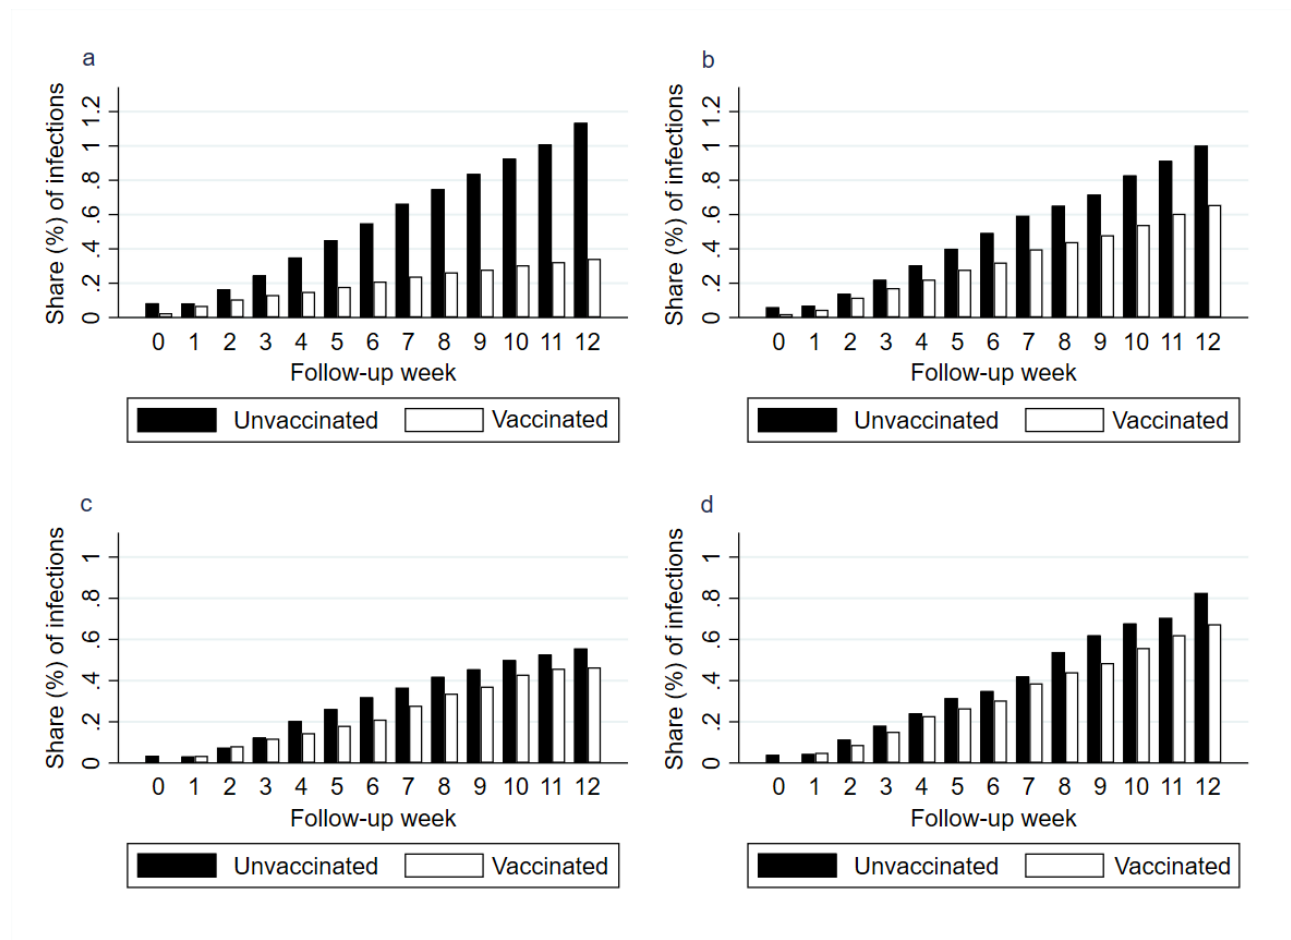 a
Share (%) of infections
0 .2 .4 .6 .8 1 1.2
0 1 2 3 4 5 6 7 8 9 10 11 12
Follow-up week
Unvaccinated Vaccinated
b
Share (%) of infections
0 .2 .4 .6 .8 1 1.2
0 1 2 3 4 5 6 7 8 9 10 11 12
Follow-up week
Unvaccinated Vaccinated
c
Share (%) of infections
0 .2 .4 .6 .8 1
0 1 2 3 4 5 6 7 8 9 10 11 12
Follow-up week
Unvaccinated Vaccinated
d
Share (%) of infections
0 .2 .4 .6 .8 1
0 1 2 3 4 5 6 7 8 9 10 11 12
Follow-up week
Unvaccinated Vaccinated